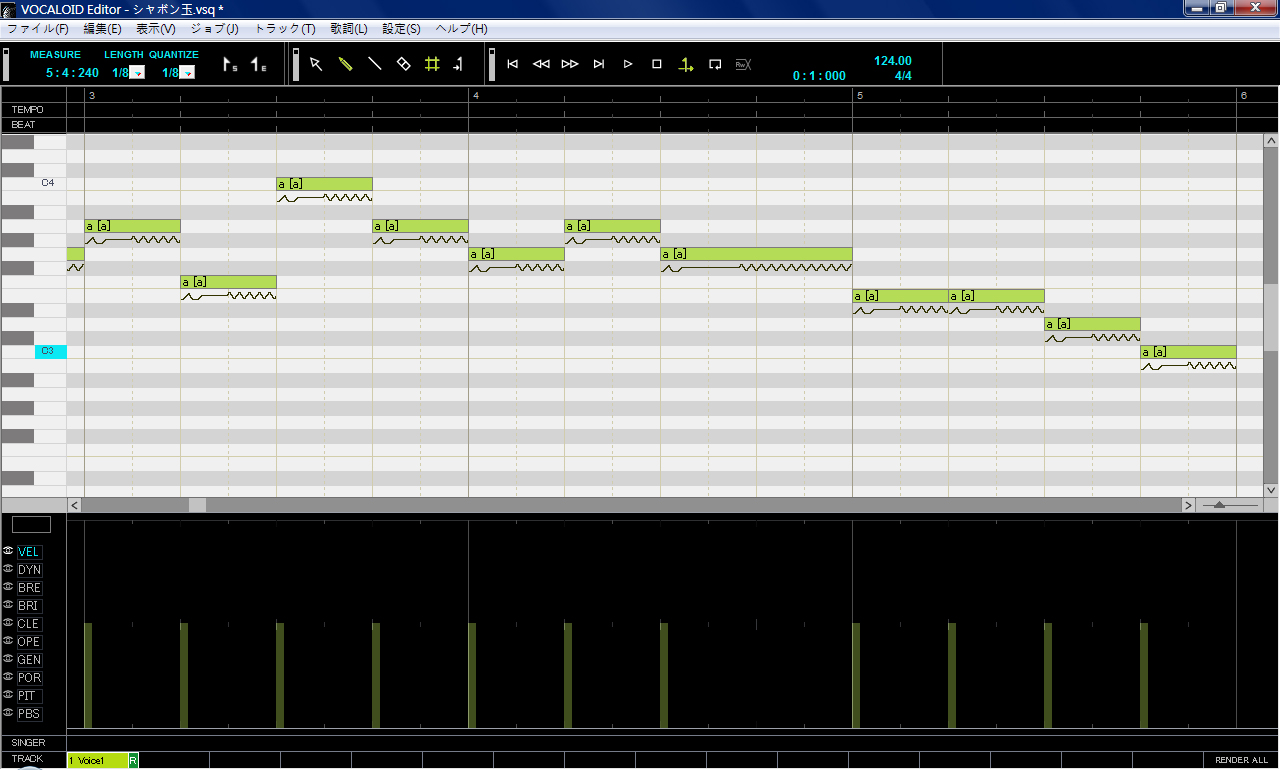 VOCALOID Editor - シャボン玉.vsq *
ファイル(F) 編集(E) 表示(V) ジョブ(J) トラック(T) 歌詞(L) 設定(S) ヘルプ(H)
MEASURE LENGTH QUANTIZE
5 : 4 : 240 1/8 1/8 S E 0 : 1 : 000 124.00
4/4
3 4 5 6
TEMPO
BEAT
C4 a [a]
a [a] a [a] a [a]
a [a] a [a]
a [a]
a [a] a [a]
a [a]
C3 a [a]
VEL
DYN
BRE
BRI
CLE
OPE
GEN
POR
PIT
PBS
SINGER
TRACK 1 Voice1 R RENDER ALL